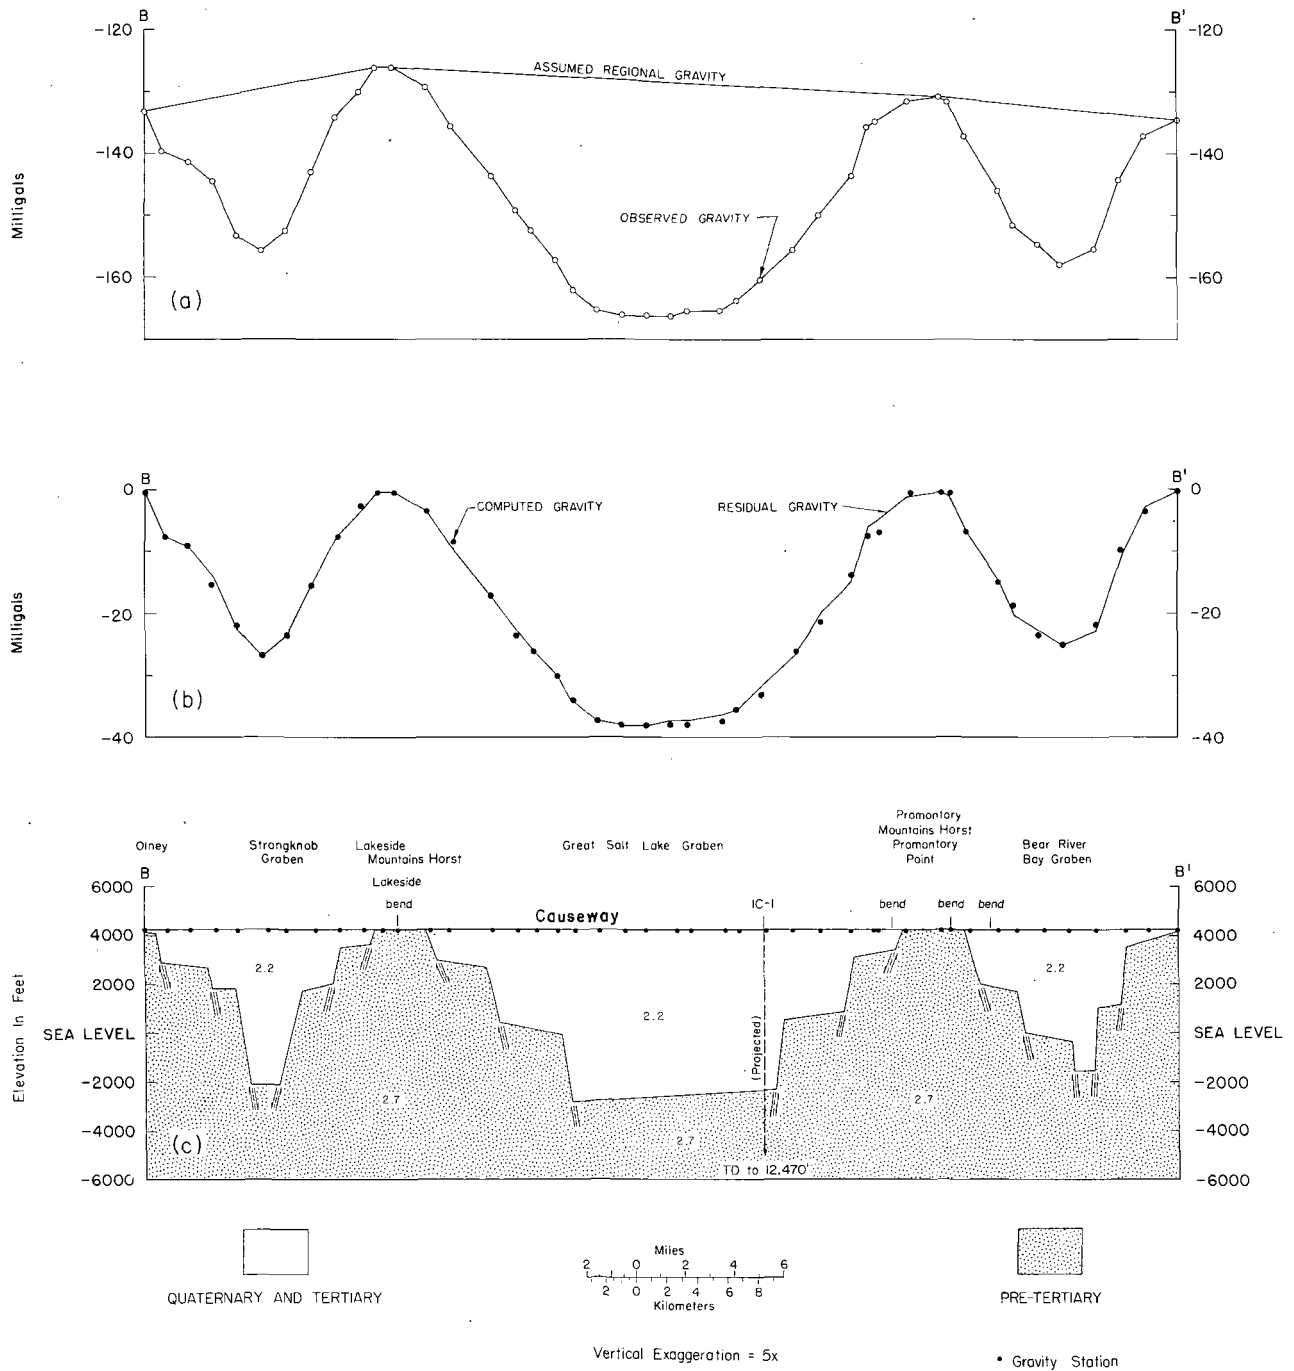 B
B'
-120
-120
ASSUMED REGIONAL GRAVITY
-140
-140
Milligals
OBSERVED GRAVITY
-160
-160
(a)
B
B'
0
0
COMPUTED GRAVITY
RESIDUAL GRAVITY
-20
-20
Milligals
(b)
-40
-40
Promontory
Mountains Horst
Promontory
Point
Olney
Strangknob
Graben
Lakeside
Mountains Horst
Great Salt Lake Graben
Bear River
Bay Graben
B
B'
Lakeside
6000
6000
bend
IC-1
bend
bend
bend
Causeway
4000
4000
2.2
2.2
2000
2000
2.2
Elevation In Feet
SEA LEVEL
SEA LEVEL
(Projected)
-2000
-2000
2.7
2.7
-4000
-4000
(c)
2.7
TD to 12,470'
-6000
-6000
Miles
2 0 2 4 6
2 0 2 4 6 8
Kilometers
QUATERNARY AND TERTIARY
PRE-TERTIARY
Vertical Exaggeration = 5x
Gravity Station